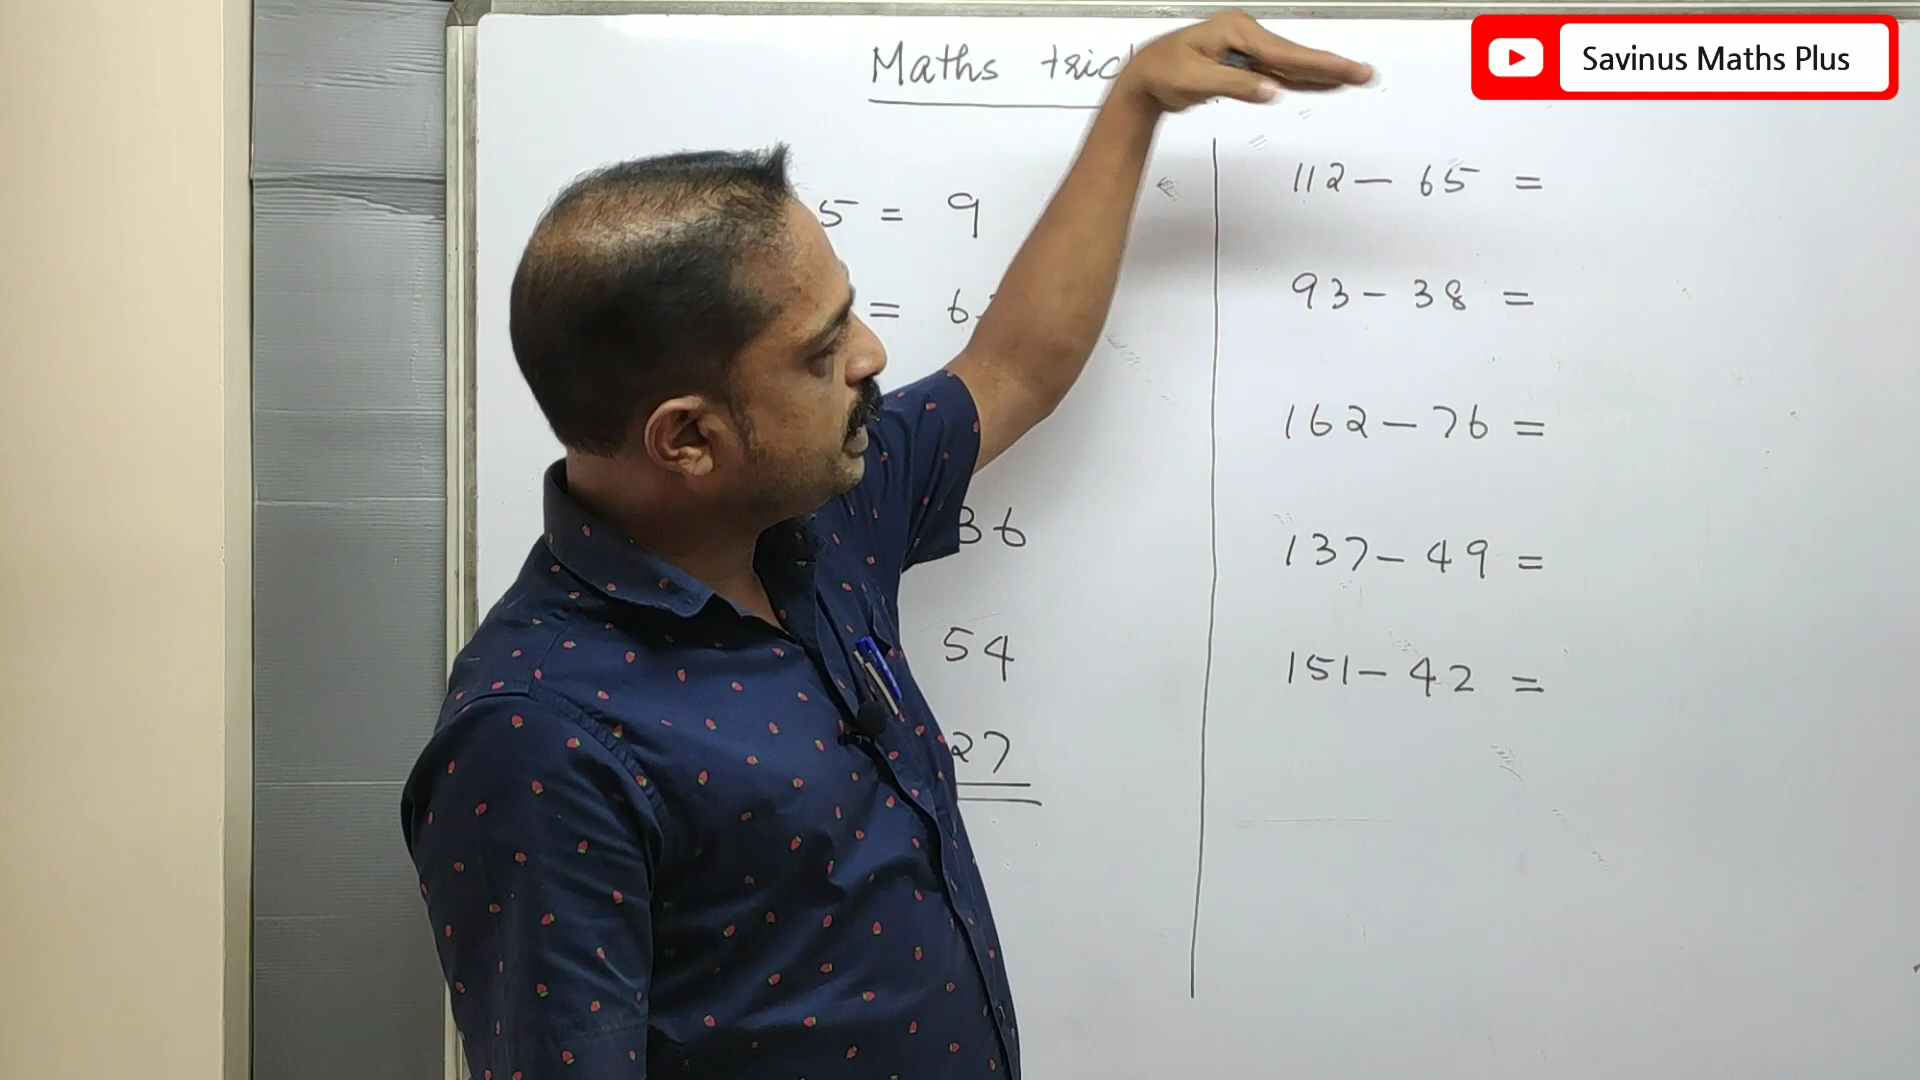 Savinus Maths Plus
Maths
5 = 9
= 6
36
54
27
112 - 65 =
93 - 38 =
162 - 76 =
137 - 49 =
151 - 42 =